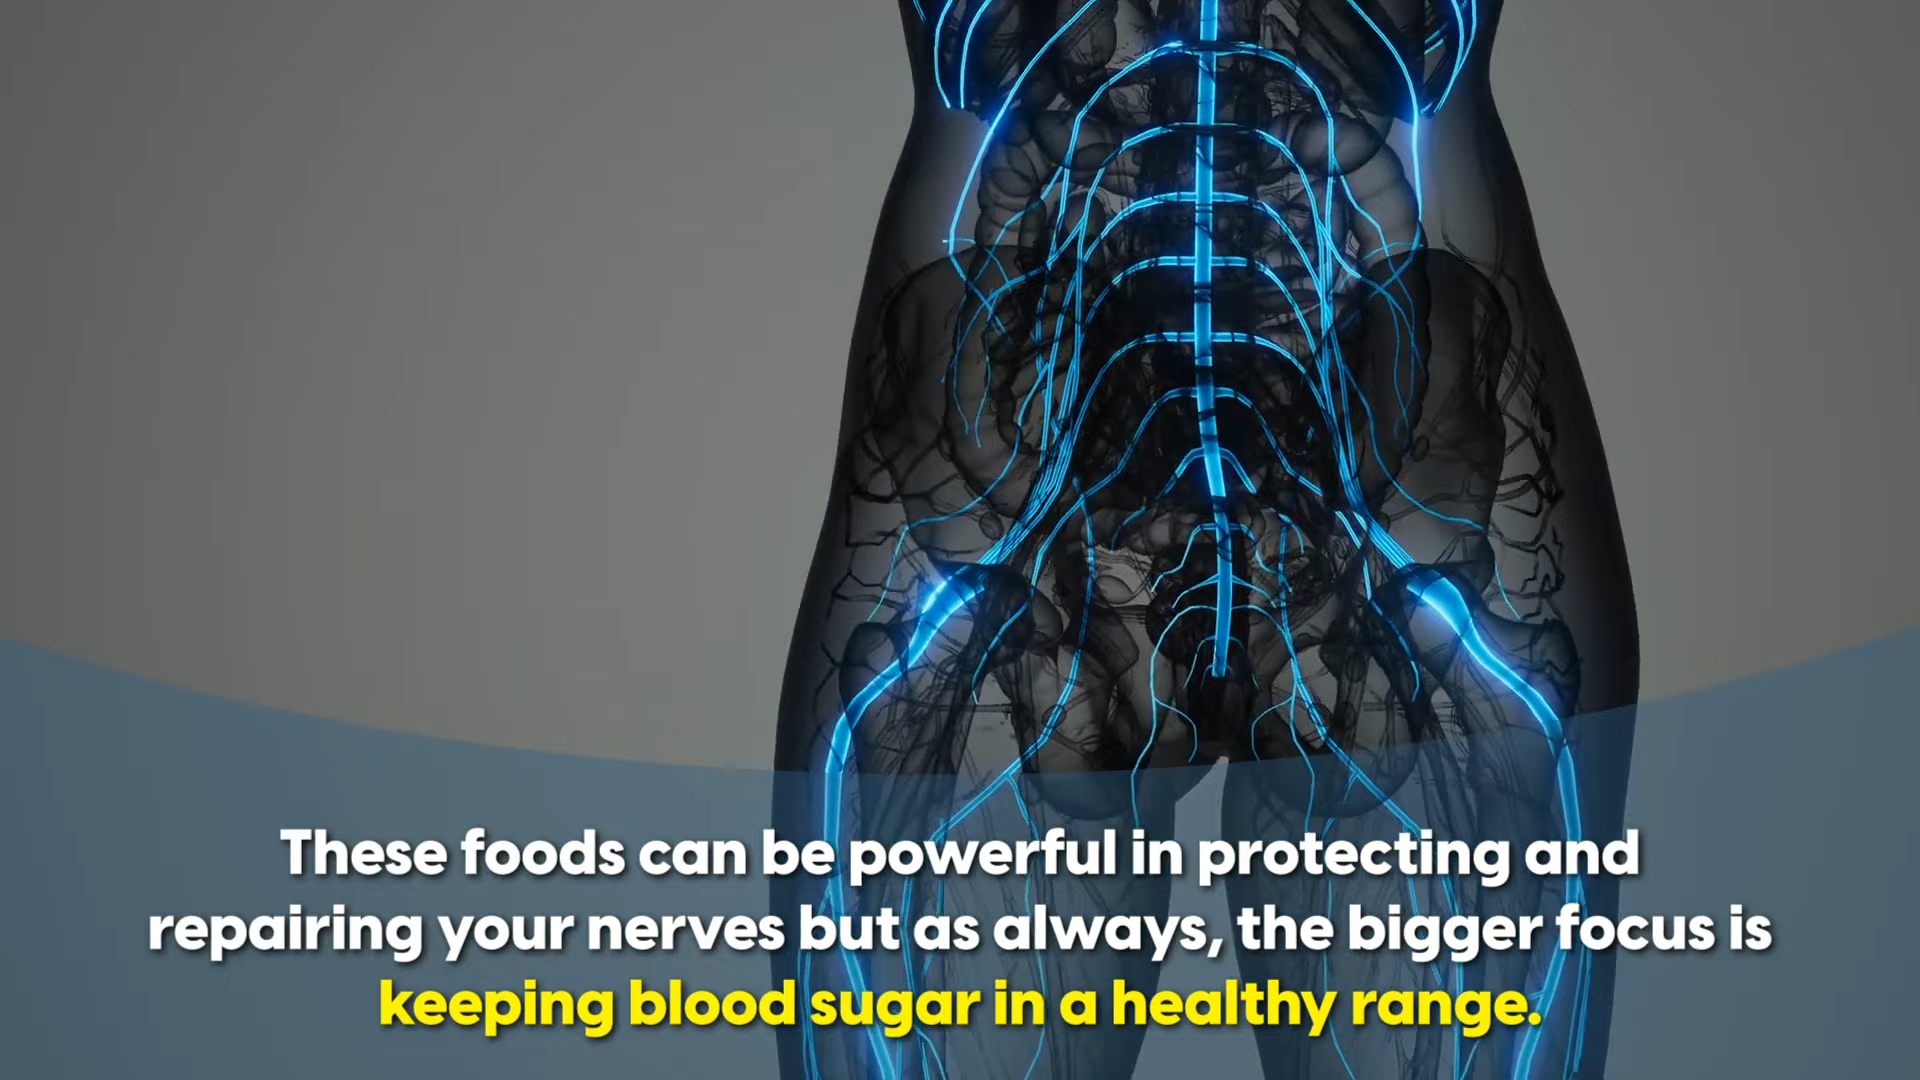 These foods can be powerful in protecting and
repairing your nerves but as always, the bigger focus is
keeping blood sugar in a healthy range.